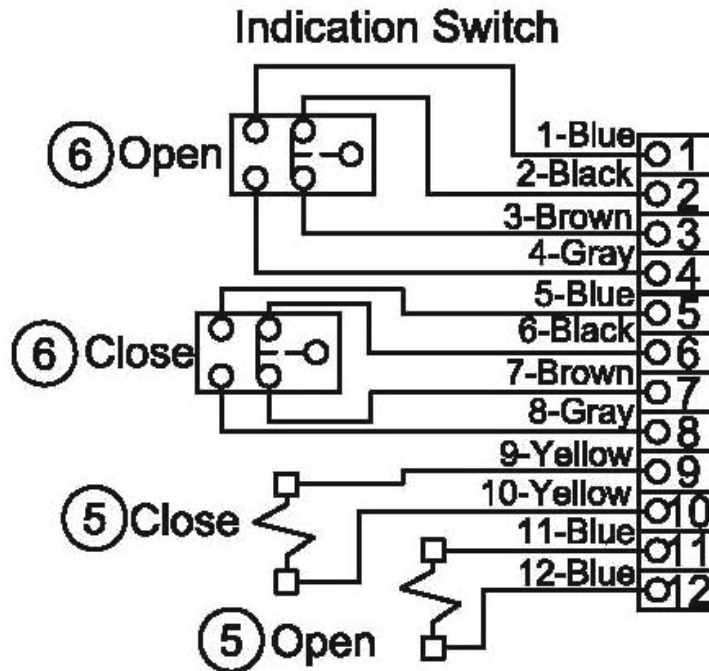 Indication Switch
6 Open
1-Blue 1
2-Black 2
3-Brown 3
4-Gray 4
6 Close
5-Blue 5
6-Black 6
7-Brown 7
8-Gray 8
5 Close
9-Yellow 9
10-Yellow 10
11-Blue 11
12-Blue 12
5 Open